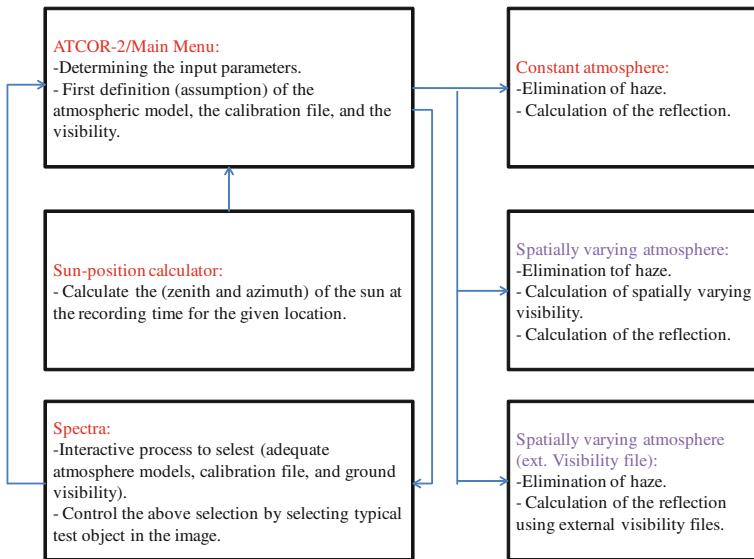 ATCOR-2/Main Menu:
-Determining the input parameters.
- First definition (assumption) of the
atmospheric model, the calibration file, and the
visibility.
Sun-position calculator:
- Calculate the (zenith and azimuth) of the sun at
the recording time for the given location.
Spectra:
-Interactive process to selest (adequate
atmosphere models, calibration file, and ground
visibility).
- Control the above selection by selecting typical
test object in the image.
Constant atmosphere:
-Elimination of haze.
- Calculation of the reflection.
Spatially varying atmosphere:
-Elimination tof haze.
- Calculation of spatially varying
visibility.
- Calculation of the reflection.
Spatially varying atmosphere
(ext. Visibility file):
-Elimination of haze.
- Calculation of the reflection
using external visibility files.